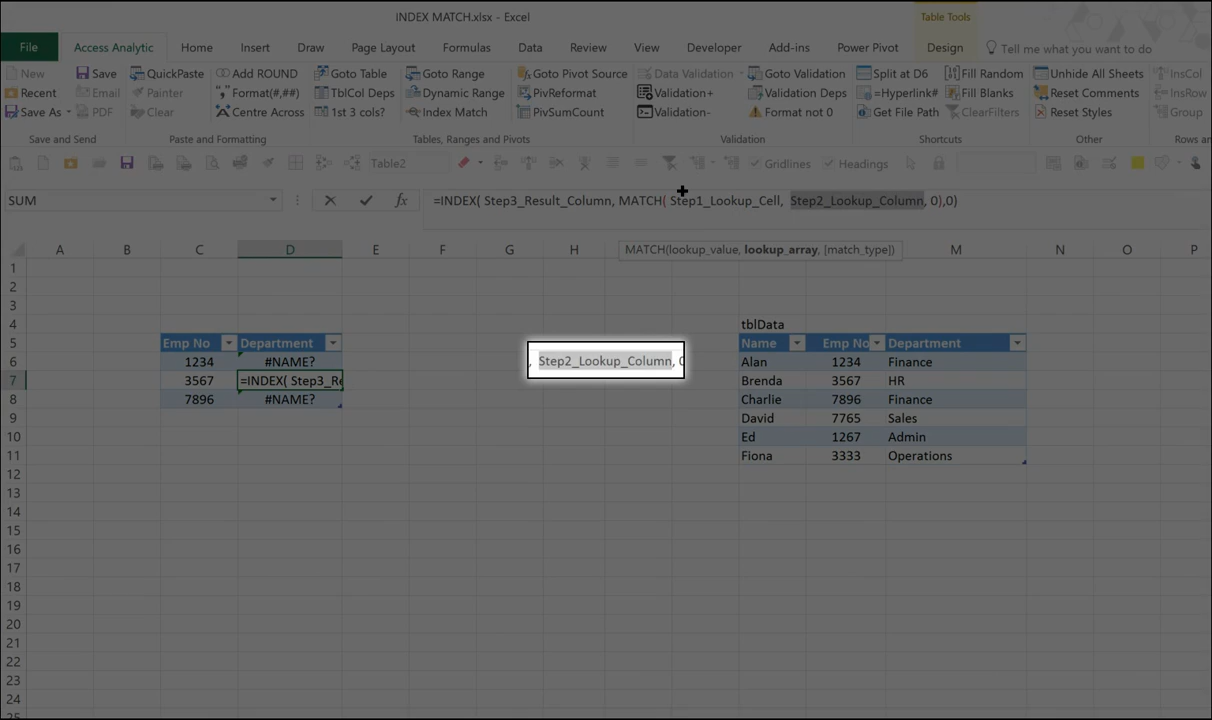 INDEX MATCH.xlsx - Excel
Table Tools
File Access Analytic Home Insert Draw Page Layout Formulas Data Review View Developer Add-ins Power Pivot Design Tell me what you want to do
New Save QuickPaste Add ROUND Goto Table Goto Range Goto Pivot Source Data Validation Goto Validation Split at D6 Fill Random Unhide All Sheets InsCol
Recent Email Painter Format(#,##) TblCol Deps Dynamic Range PivReformat Validation+ Validation Deps =Hyperlink# Fill Blanks Reset Comments InsRow
Save As PDF Clear Centre Across 1st 3 cols? Index Match PivSumCount Validation- Format not 0 Get File Path ClearFilters Reset Styles Group
Save and Send Paste and Formatting Tables, Ranges and Pivots Validation Shortcuts Other Rows an
Table2 Gridlines Headings
SUM fx =INDEX( Step3_Result_Column, MATCH( Step1_Lookup_Cell, Step2_Lookup_Column, 0),0)
A B C D E F G H MATCH(lookup_value, lookup_array, [match_type]) M N O P
1
2
3
4 tblData
5 Emp No Department Name Emp No Department
6 1234 #NAME? , Step2_Lookup_Column, 0 Alan 1234 Finance
7 3567 =INDEX( Step3_Re Brenda 3567 HR
8 7896 #NAME? Charlie 7896 Finance
9 David 7765 Sales
10 Ed 1267 Admin
11 Fiona 3333 Operations
12
13
14
15
16
17
18
19
20
21
22
23
24
25